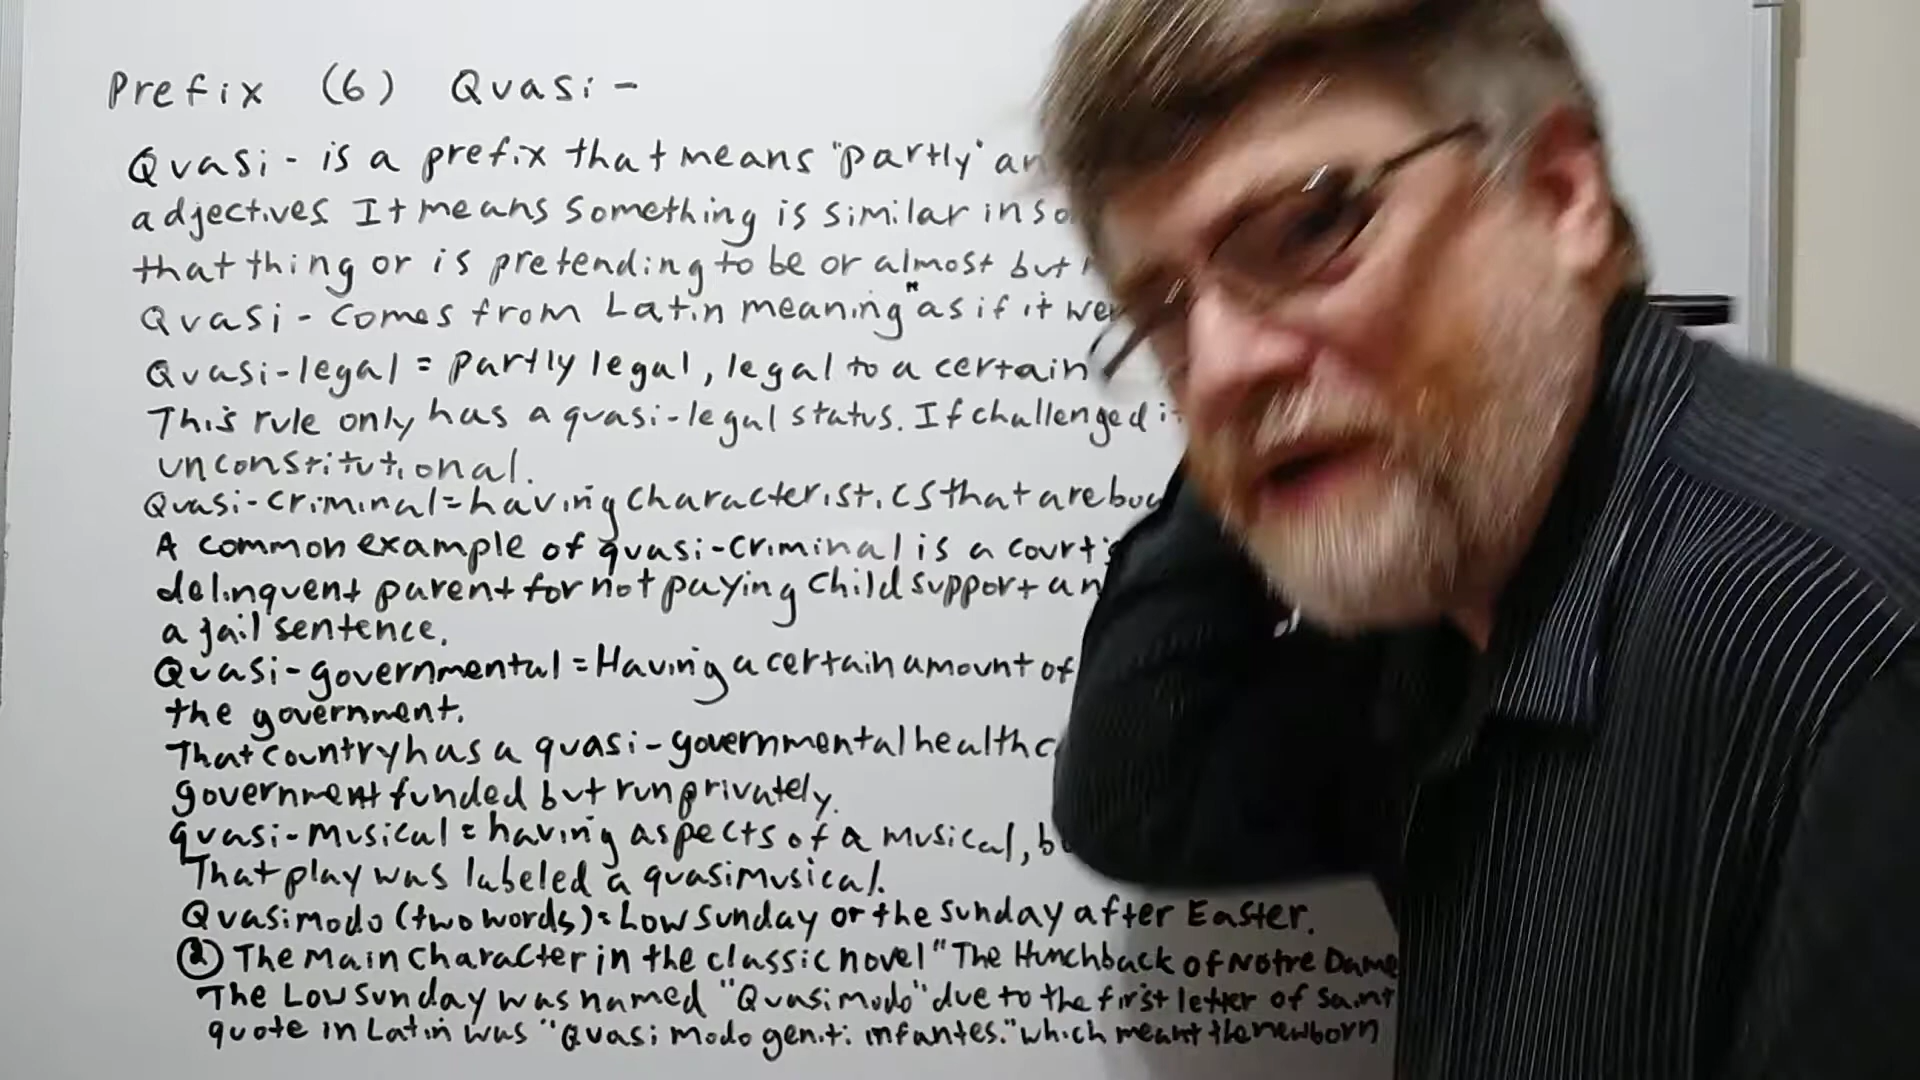 Prefix (6) Quasi-
Quasi - is a prefix that means "partly"
adjectives It means something is similar in
that thing or is pretending to be or almost but
Quasi - comes from Latin meaning "as if it
Quasi-legal = partly legal, legal to a certain
This rule only has a quasi-legal status. If challenged
unconstitutional.
Quasi-criminal = having characteristics that are
A common example of quasi-criminal is a court
delinquent parent for not paying child support
a jail sentence.
Quasi-governmental = Having a certain amount of
the government.
That country has a quasi-governmental health
government funded but run privately.
quasi-musical = having aspects of a musical,
That play was labeled a quasimusical.
Quasimodo (two words) = Low Sunday or the Sunday after Easter.
② The main character in the classic novel "The Hunchback of Notre Dame
The Low Sunday was named "Quasimodo" due to the first letter of Saint
quote in Latin was "Quasi modo geniti infantes." which meant the newborn